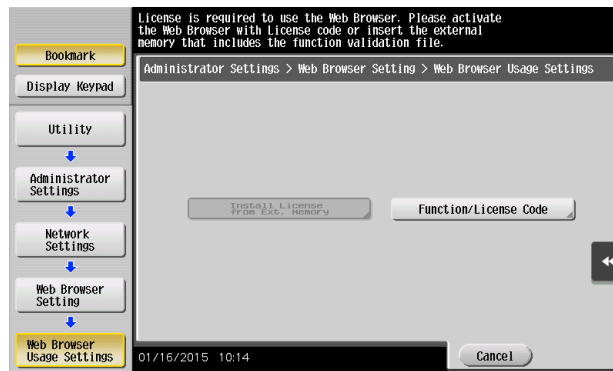 License is required to use the Web Browser. Please activate
the Web Browser with License code or insert the external
memory that includes the function validation file.
Bookmark
Display Keypad
Administrator Settings > Web Browser Setting > Web Browser Usage Settings
Utility
Administrator
Settings
Network
Settings
Web Browser
Setting
Web Browser
Usage Settings
Install License
from Ext. Memory
Function/License Code
01/16/2015 10:14
Cancel